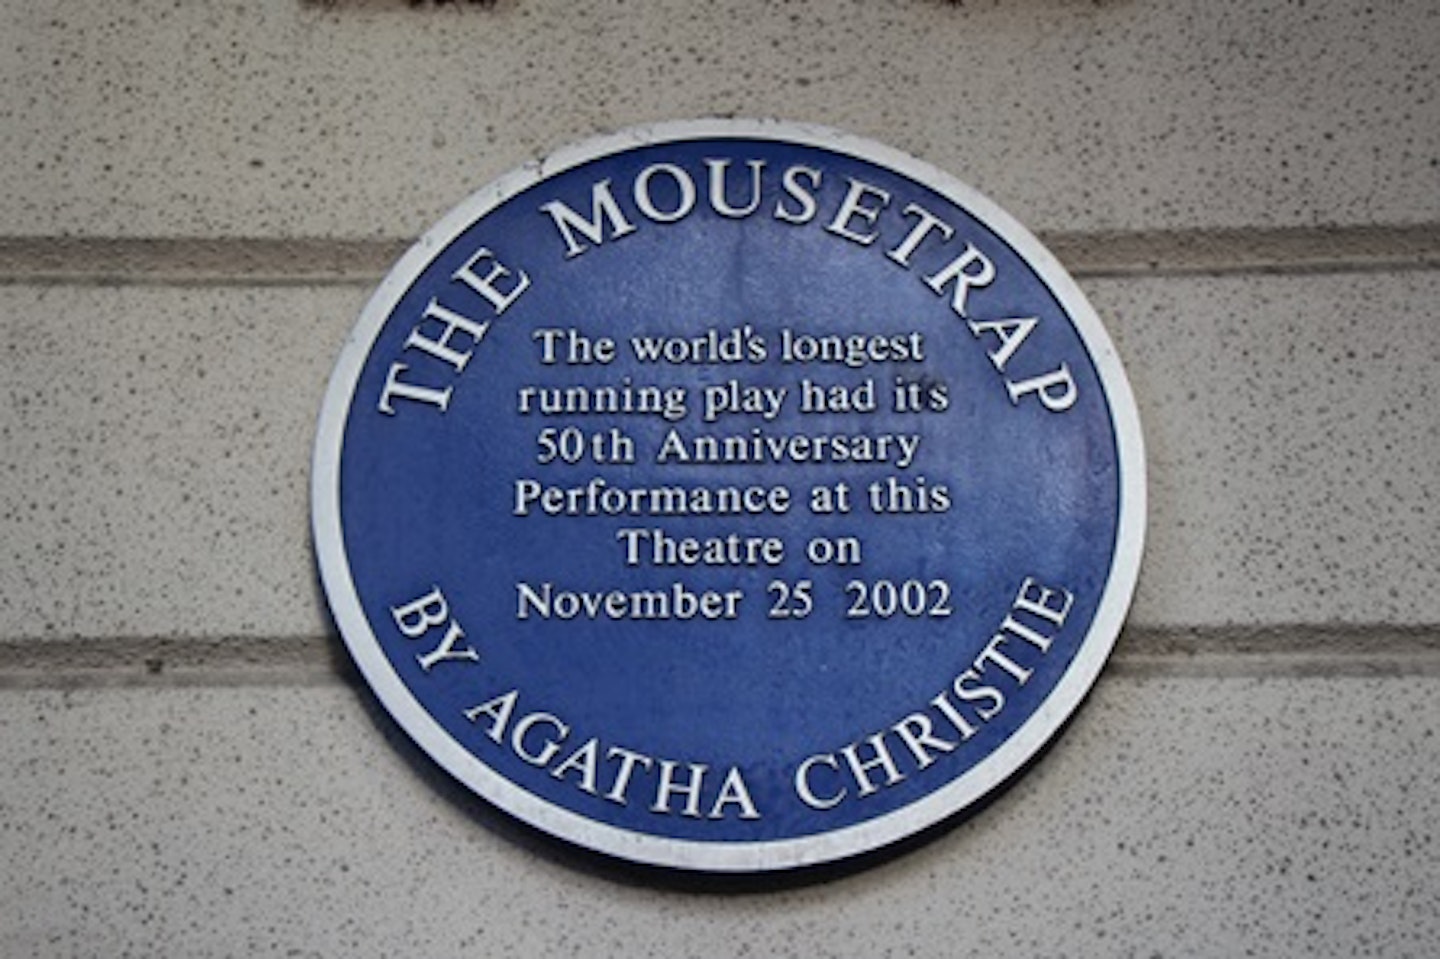 THE MOUSETRAP
The world's longest
running play had it's
50th Anniversary
Performance at this
Theatre on
November 25 2002
BY AGATHA CHRISTIE